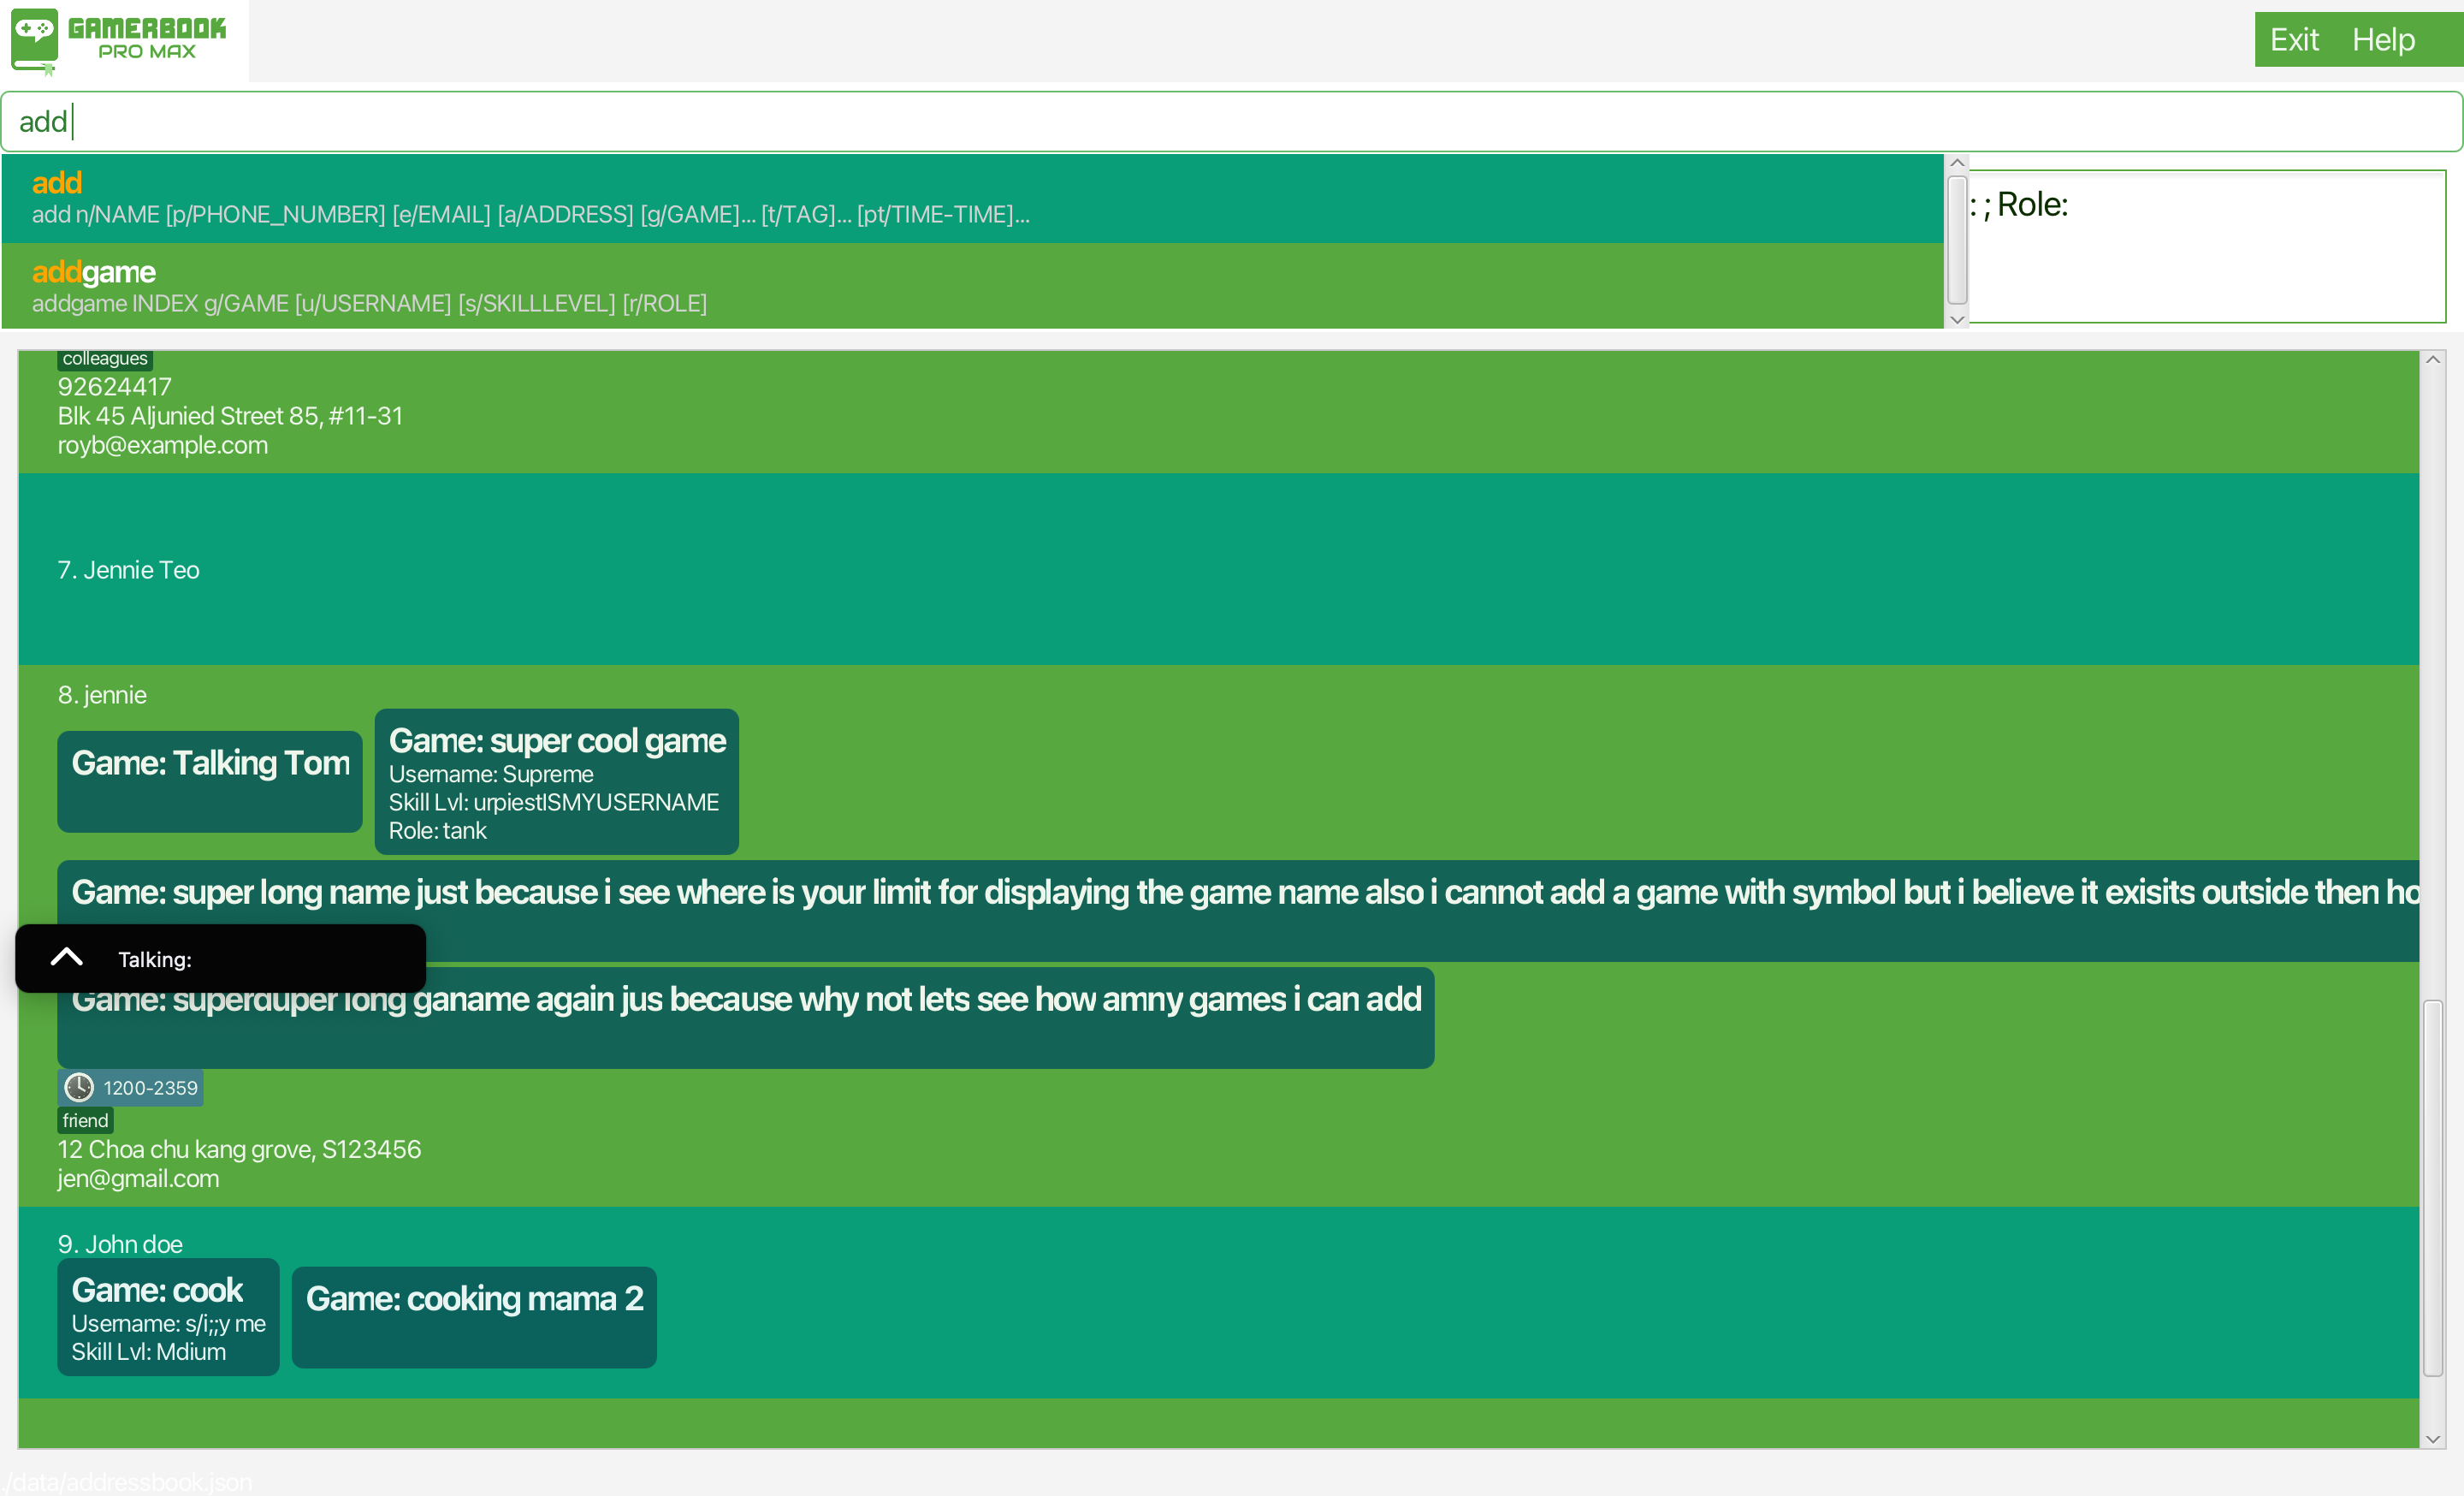 GAMERBOOK
PRO MAX
Exit Help
add
add
add n/NAME [p/PHONE_NUMBER] [e/EMAIL] [a/ADDRESS] [g/GAME]... [t/TAG]... [pt/TIME-TIME]...
: ; Role:
addgame
addgame INDEX g/GAME [u/USERNAME] [s/SKILLLEVEL] [r/ROLE]
colleagues
92624417
Blk 45 Aljunied Street 85, #11-31
royb@example.com
7. Jennie Teo
8. jennie
Game: Talking Tom
Game: super cool game
Username: Supreme
Skill Lvl: urpiestISMYUSERNAME
Role: tank
Game: super long name just because i see where is your limit for displaying the game name also i cannot add a game with symbol but i believe it exisits outside then ho
Talking:
Game: superduper long ganame again jus because why not lets see how amny games i can add
1200-2359
friend
12 Choa chu kang grove, S123456
jen@gmail.com
9. John doe
Game: cook
Username: s/i;;y me
Skill Lvl: Mdium
Game: cooking mama 2
./data/addressbook.json